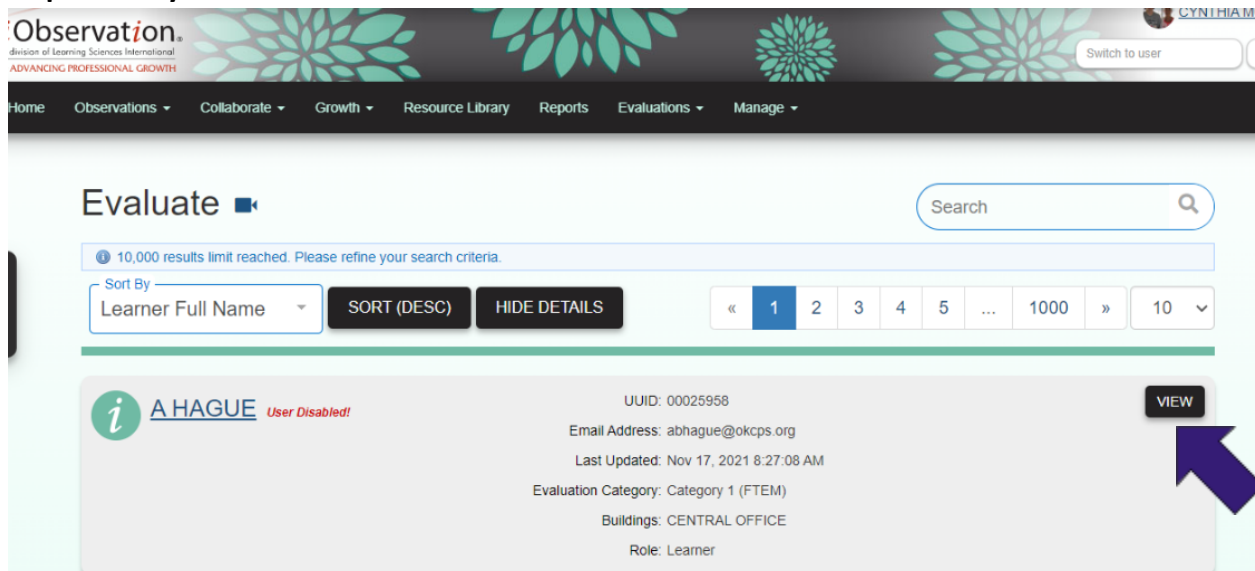 Observation.
division of Learning Sciences International
ADVANCING PROFESSIONAL GROWTH
CYNTHIA M
Switch to user
Home Observations Collaborate Growth Resource Library Reports Evaluations Manage
Evaluate
Search
10,000 results limit reached. Please refine your search criteria.
Sort By
Learner Full Name SORT (DESC) HIDE DETAILS « 1 2 3 4 5 ... 1000 » 10
i A HAGUE User Disabled!
UUID: 00025958
VIEW
Email Address: abhague@okcps.org
Last Updated: Nov 17, 2021 8:27:08 AM
Evaluation Category: Category 1 (FTEM)
Buildings: CENTRAL OFFICE
Role: Learner